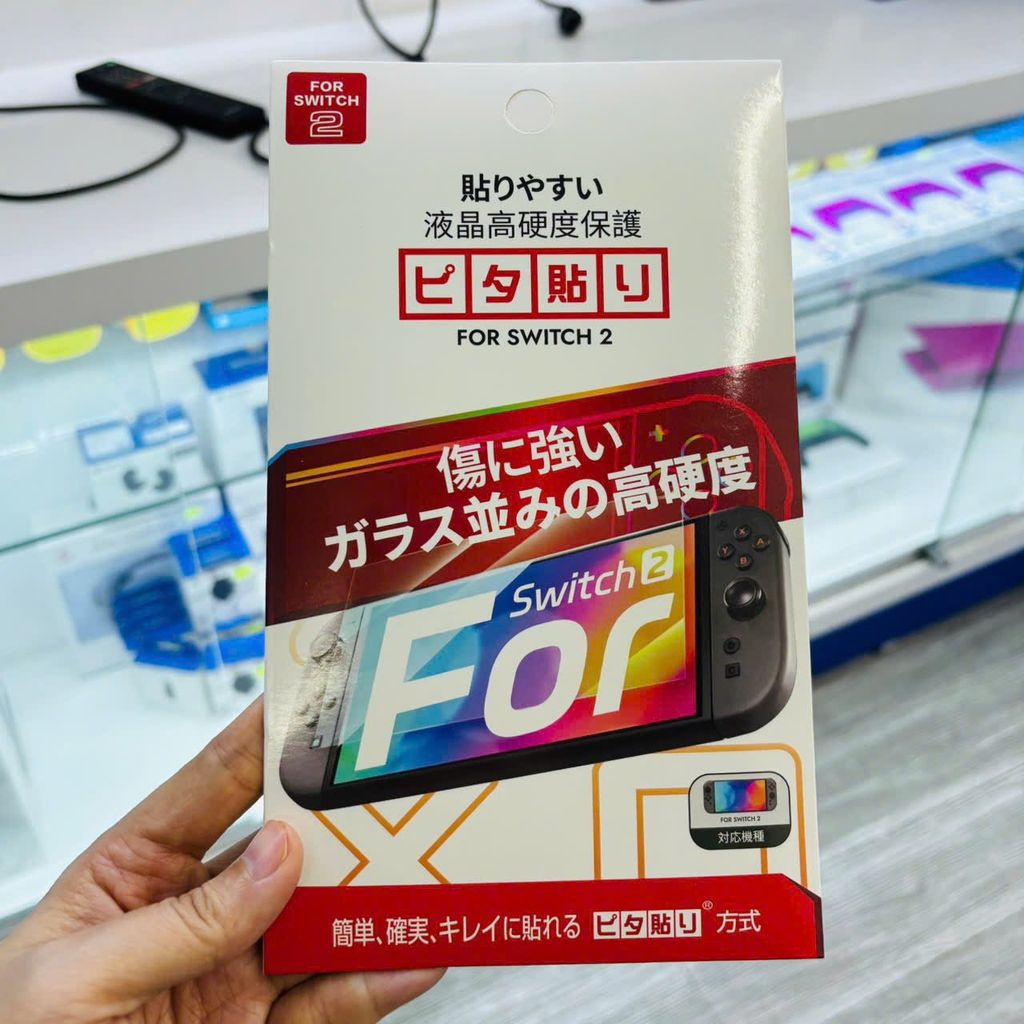 FOR
SWITCH
2
貼りやすい
液晶高硬度保護
ピタ貼り
FOR SWITCH 2
傷に強い
ガラス並みの高硬度
Switch 2
For
X
Y
A
B
C
FOR SWITCH 2
対応機種
簡単、確実、キレイに貼れる ピタ貼り® 方式